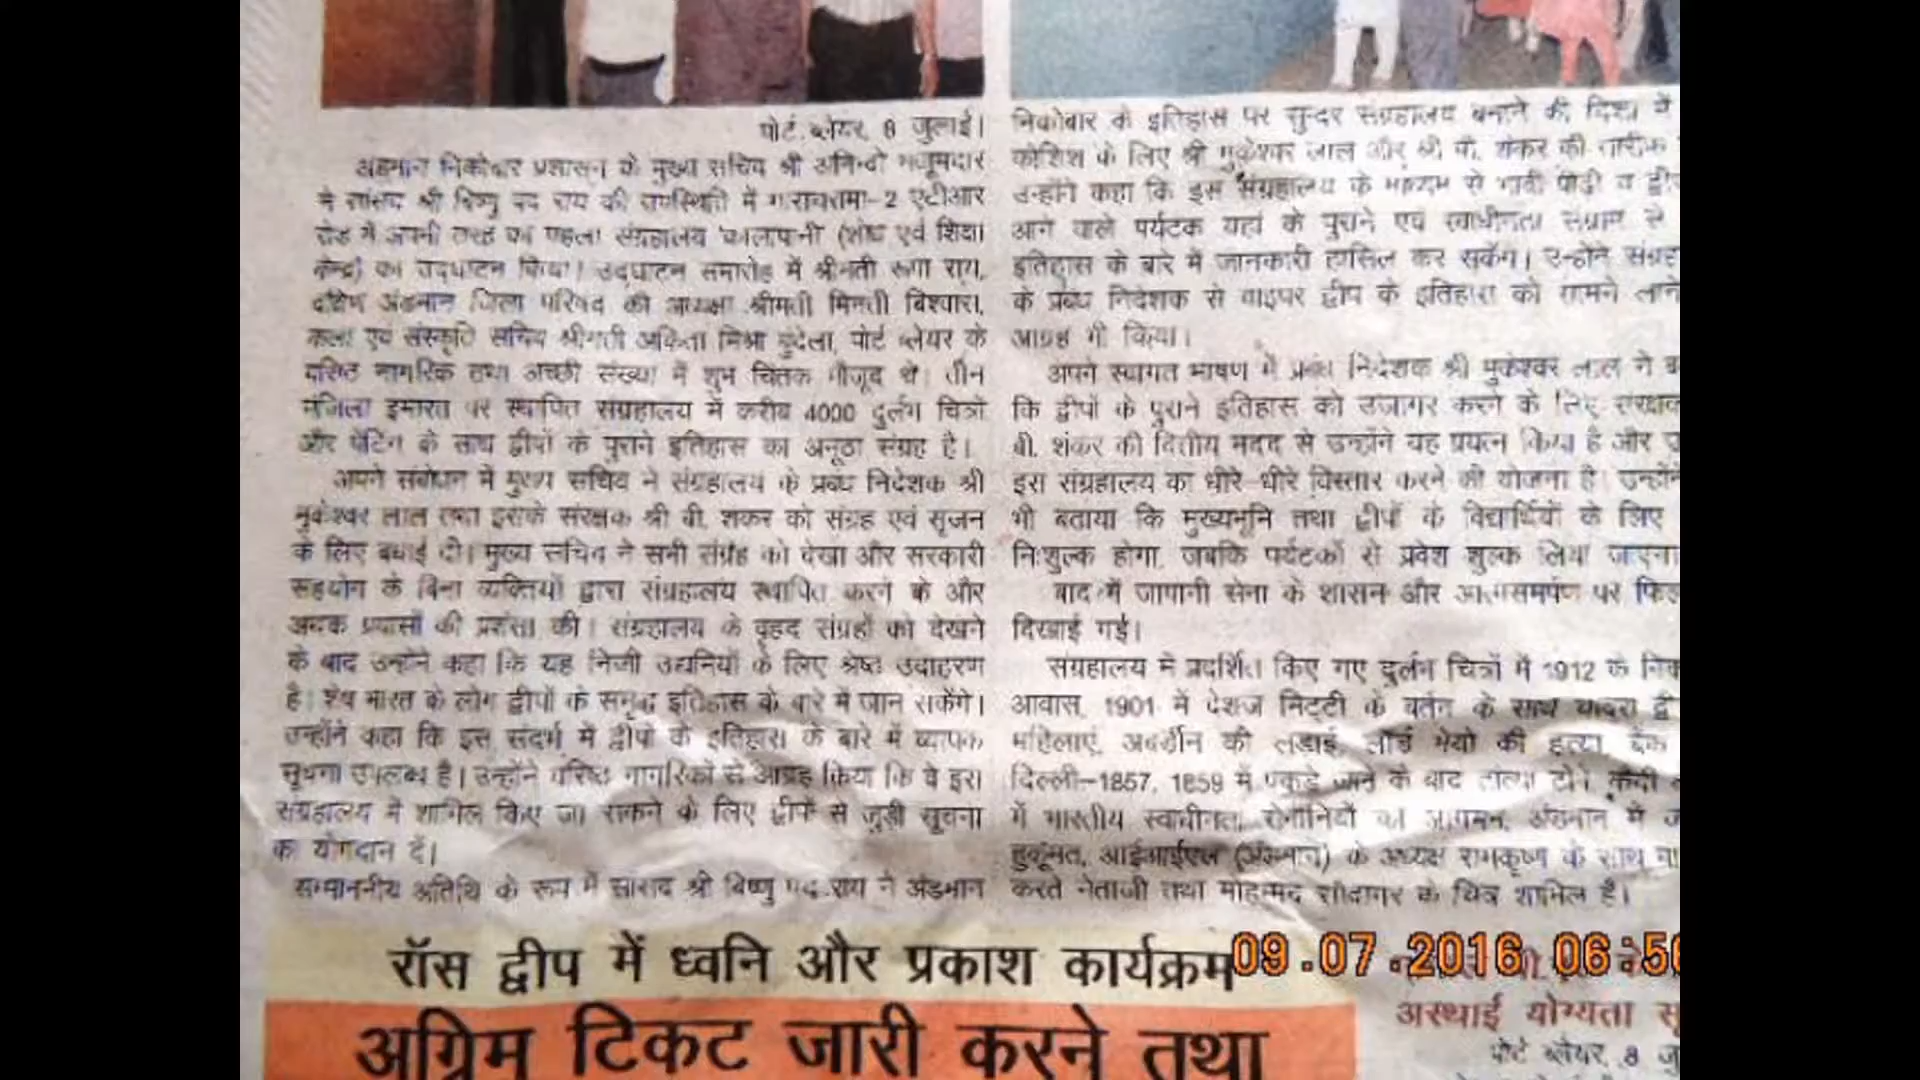 पोर्ट ब्लेयर, 8 जुलाई।
अंडमान निकोबार प्रशासन के मुख्य सचिव श्री अनिन्दो मजूमदार
ने सांसद श्री विष्णु पद राय की उपस्थिति में गाराचरामा-2 एटीआर
रोड में अपनी तरह का पहला संग्रहालय 'कालापानी' (शोध एवं शिक्षा
केन्द्र) का उद्घाटन किया। उद्घाटन समारोह में श्रीमती रूगा राय,
दक्षिण अंडमान जिला परिषद की अध्यक्षा श्रीमती मिनती बिश्वास,
कला एवं संस्कृति सचिव श्रीमती अंकिता मिश्रा बुंदेला, पोर्ट ब्लेयर के
वरिष्ठ नागरिक तथा अच्छी संख्या में शुभ चिंतक मौजूद थे। तीन
मंजिला इमारत पर स्थापित संग्रहालय में करीब 4000 दुर्लभ चित्रों
और पेंटिंग के साथ द्वीपों के पुराने इतिहास का अनूठा संग्रह है।
अपने संबोधन में मुख्य सचिव ने संग्रहालय के प्रबंध निदेशक श्री
मुकेश्वर लाल तथा इसके संरक्षक श्री वी. शंकर को संग्रह एवं सृजन
के लिए बधाई दी। मुख्य सचिव ने सभी संग्रह को देखा और सरकारी
सहयोग के बिना व्यक्तियों द्वारा संग्रहालय स्थापित करने के और
अथक प्रयासों की प्रशंसा की। संग्रहालय के वृहद संग्रहों को देखने
के बाद उन्होंने कहा कि यह निजी उद्यमियों के लिए श्रेष्ठ उदाहरण
है। शेष भारत के लोग द्वीपों के समृद्ध इतिहास के बारे में जान सकेंगे।
उन्होंने कहा कि इस संदर्भ में द्वीपों के इतिहास के बारे में व्यापक
सूचना उपलब्ध है। उन्होंने वरिष्ठ नागरिकों से आग्रह किया कि वे इस
संग्रहालय में शामिल किए जा सकने के लिए द्वीपों से जुड़ी सूचना
का योगदान दें।
सम्माननीय अतिथि के रूप में सांसद श्री विष्णु पद राय ने अंडमान
निकोबार के इतिहास पर सुन्दर संग्रहालय बनाने की दिशा में
कोशिश के लिए श्री मुकेश्वर लाल और श्री वी. शंकर की तारीफ
उन्होंने कहा कि इस संग्रहालय के माध्यम से भावी पीढ़ी व
आने वाले पर्यटक यहां के पुराने एवं स्वाधीनता संग्राम से
इतिहास के बारे में जानकारी हासिल कर सकेंगे। उन्होंने
के प्रबंध निदेशक से वाइपर द्वीप के इतिहास को सामने लाने
आग्रह भी किया।
अपने स्वागत भाषण में प्रबंध निदेशक श्री मुकेश्वर लाल ने
कि द्वीपों के पुराने इतिहास को उजागर करने के लिए
वी. शंकर की वित्तीय मदद से उन्होंने यह प्रयत्न किया है और
इस संग्रहालय का धीरे-धीरे विस्तार करने की योजना है। उन्होंने
भी बताया कि मुख्यभूमि तथा द्वीपों के विद्यार्थियों के लिए
नि:शुल्क होगा, जबकि पर्यटकों से प्रवेश शुल्क लिया जाएगा
बाद में जापानी सेना के शासन और आत्मसमर्पण पर
दिखाई गई।
संग्रहालय में प्रदर्शित किए गए दुर्लभ चित्रों में 1912 के
आवास, 1901 में देशज मिट्टी के बर्तन के साथ
महिलाएं, अबर्डीन की लड़ाई, लॉर्ड मेयो की हत्या,
दिल्ली-1857, 1859 में पकड़े जाने के बाद तांत्या टोपे, कैदी
में भारतीय स्वाधीनता सेनानियों का आगमन, अंडमान में
हुकूमत, आईआईएल (अंडमान) के अध्यक्ष रामकृष्ण के साथ
करते नेताजी तथा मोहम्मद सौदागर के चित्र शामिल हैं।
रॉस द्वीप में ध्वनि और प्रकाश कार्यक्रम
अग्रिम टिकट जारी करने तथा
09.07.2016 06:5
अस्थाई योग्यता
पोर्ट ब्लेयर, 8